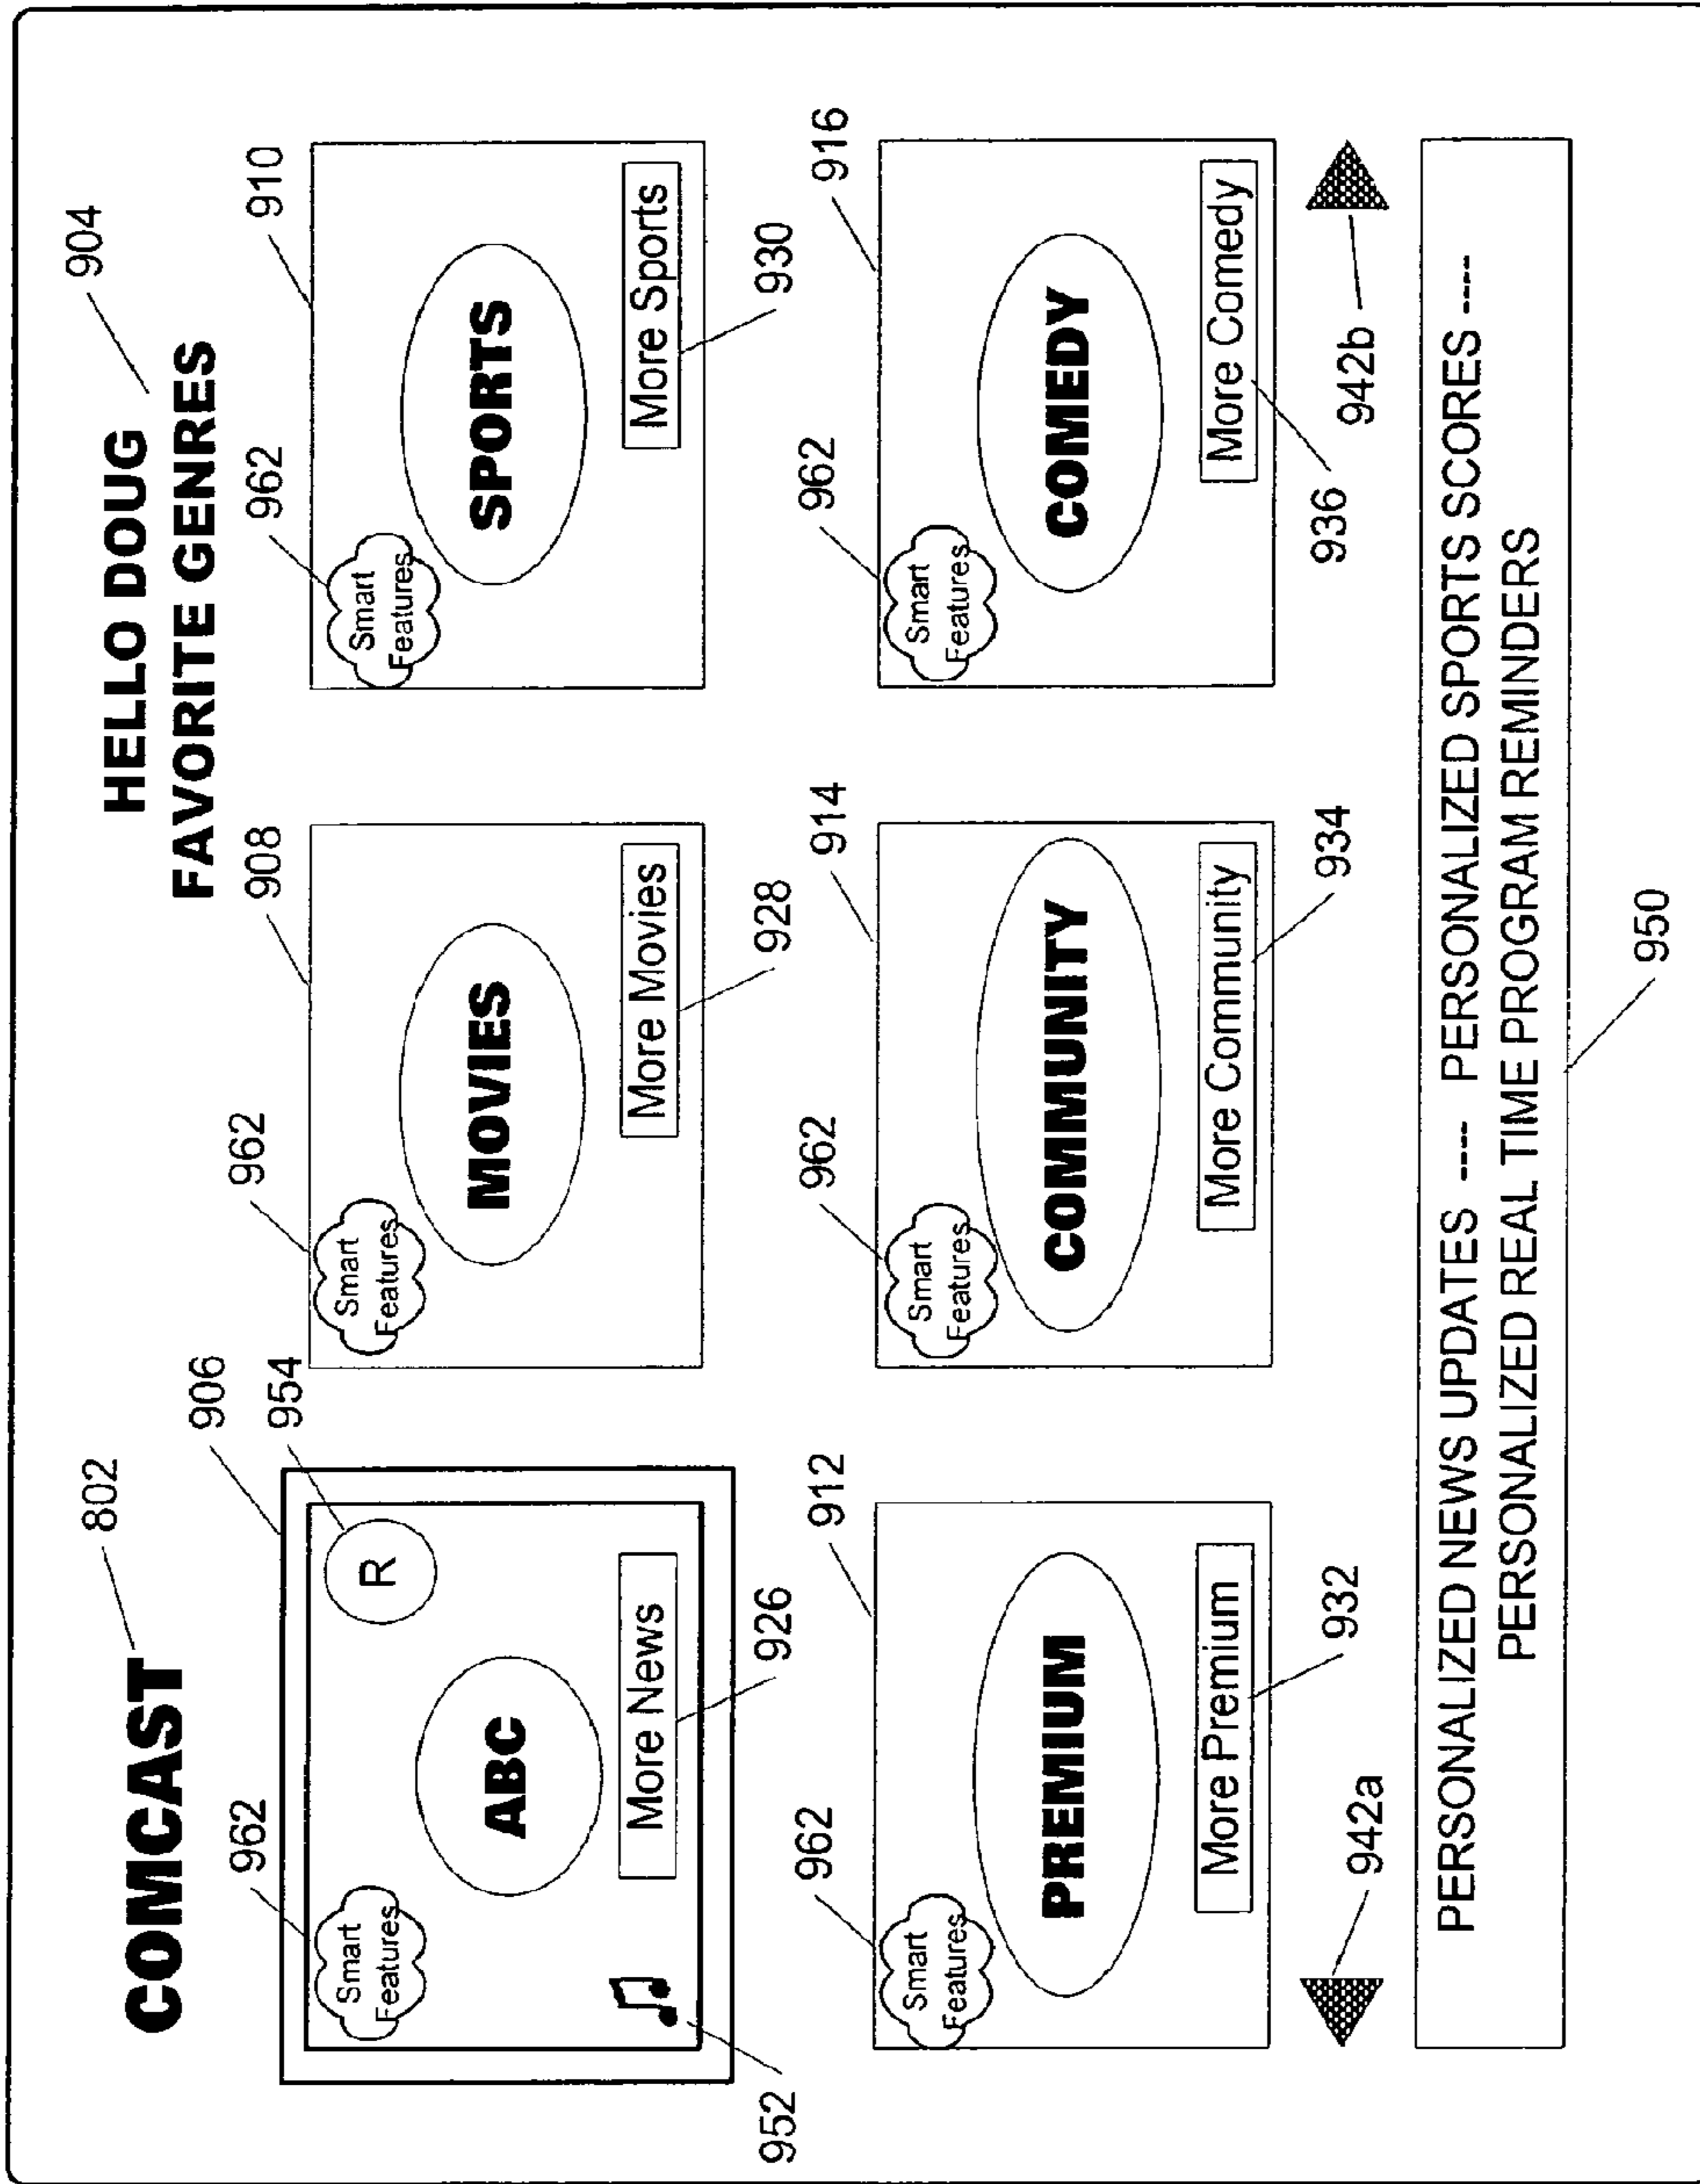 COMCAST
802
HELLO DOUG
FAVORITE GENRES
904
962
906
954
962
908
962
910
Smart
Features
R
ABC
More News
952
926
Smart
Features
MOVIES
More Movies
928
Smart
Features
SPORTS
More Sports
930
962
912
962
914
962
916
Smart
Features
PREMIUM
More Premium
932
Smart
Features
COMMUNITY
More Community
934
Smart
Features
COMEDY
More Comedy
936
942a
942b
PERSONALIZED NEWS UPDATES ---- PERSONALIZED SPORTS SCORES ----
PERSONALIZED REAL TIME PROGRAM REMINDERS
950